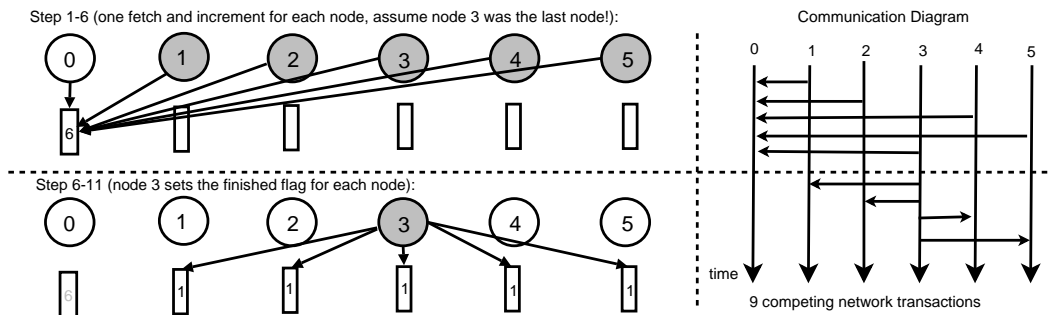 Step 1-6 (one fetch and increment for each node, assume node 3 was the last node!):
0 1 2 3 4 5
6
Step 6-11 (node 3 sets the finished flag for each node):
0 1 2 3 4 5
6 1 1 1 1 1
Communication Diagram
0 1 2 3 4 5
time
9 competing network transactions